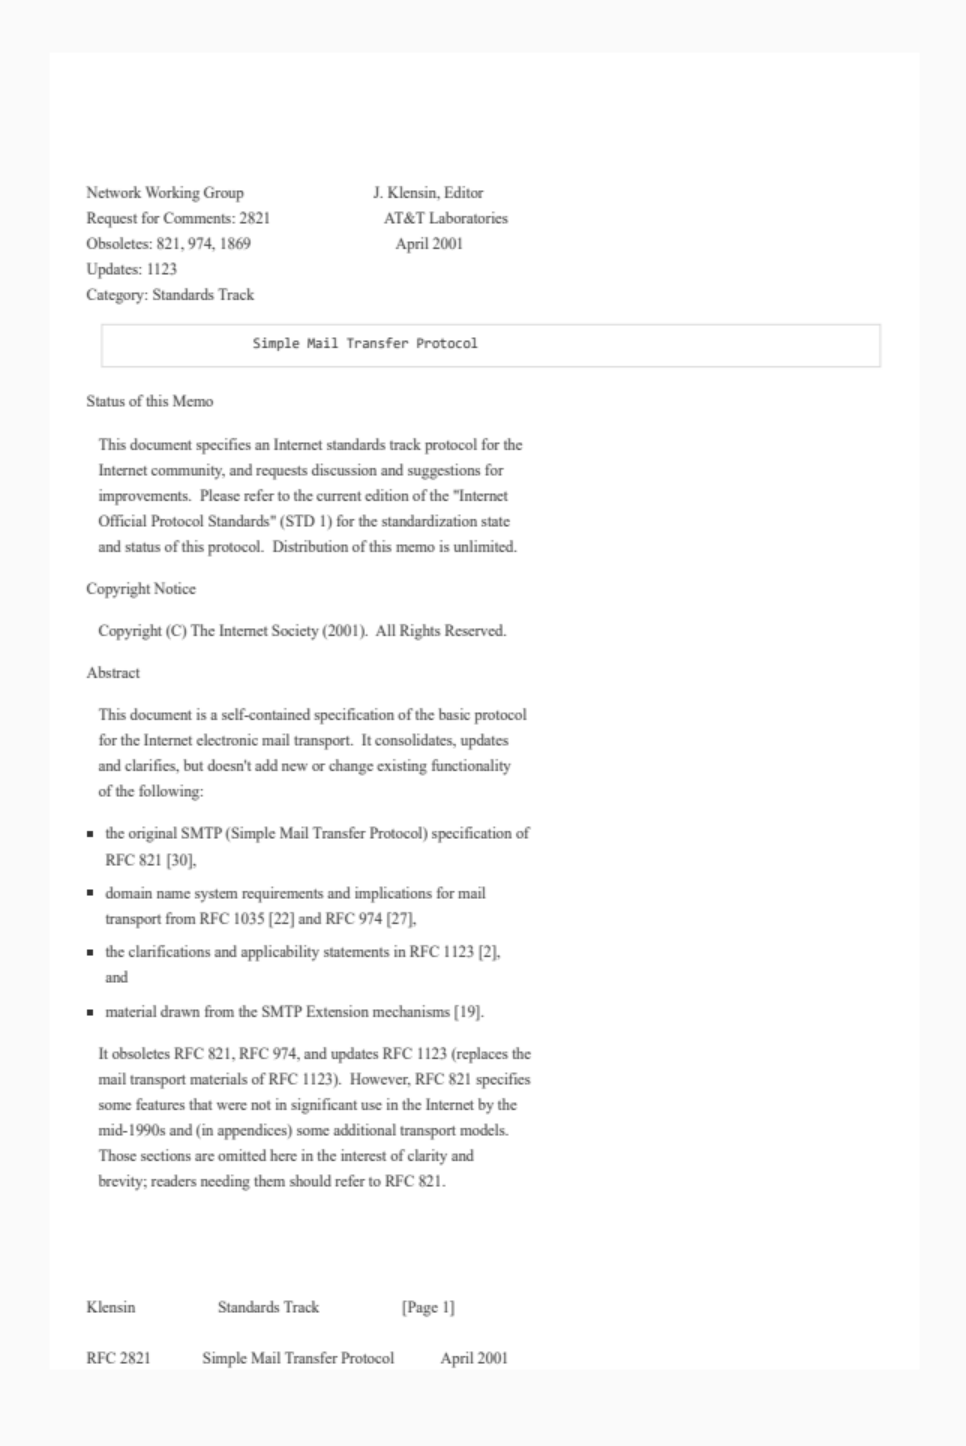 Network Working Group J. Klensin, Editor
Request for Comments: 2821 AT&T Laboratories
Obsoletes: 821, 974, 1869 April 2001
Updates: 1123
Category: Standards Track
Simple Mail Transfer Protocol
Status of this Memo
This document specifies an Internet standards track protocol for the
Internet community, and requests discussion and suggestions for
improvements.  Please refer to the current edition of the "Internet
Official Protocol Standards" (STD 1) for the standardization state
and status of this protocol.  Distribution of this memo is unlimited.
Copyright Notice
Copyright (C) The Internet Society (2001).  All Rights Reserved.
Abstract
This document is a self-contained specification of the basic protocol
for the Internet electronic mail transport.  It consolidates, updates
and clarifies, but doesn't add new or change existing functionality
of the following:
▪ the original SMTP (Simple Mail Transfer Protocol) specification of
RFC 821 [30],
▪ domain name system requirements and implications for mail
transport from RFC 1035 [22] and RFC 974 [27],
▪ the clarifications and applicability statements in RFC 1123 [2],
and
▪ material drawn from the SMTP Extension mechanisms [19].
It obsoletes RFC 821, RFC 974, and updates RFC 1123 (replaces the
mail transport materials of RFC 1123).  However, RFC 821 specifies
some features that were not in significant use in the Internet by the
mid-1990s and (in appendices) some additional transport models.
Those sections are omitted here in the interest of clarity and
brevity; readers needing them should refer to RFC 821.
Klensin Standards Track [Page 1]
RFC 2821 Simple Mail Transfer Protocol April 2001